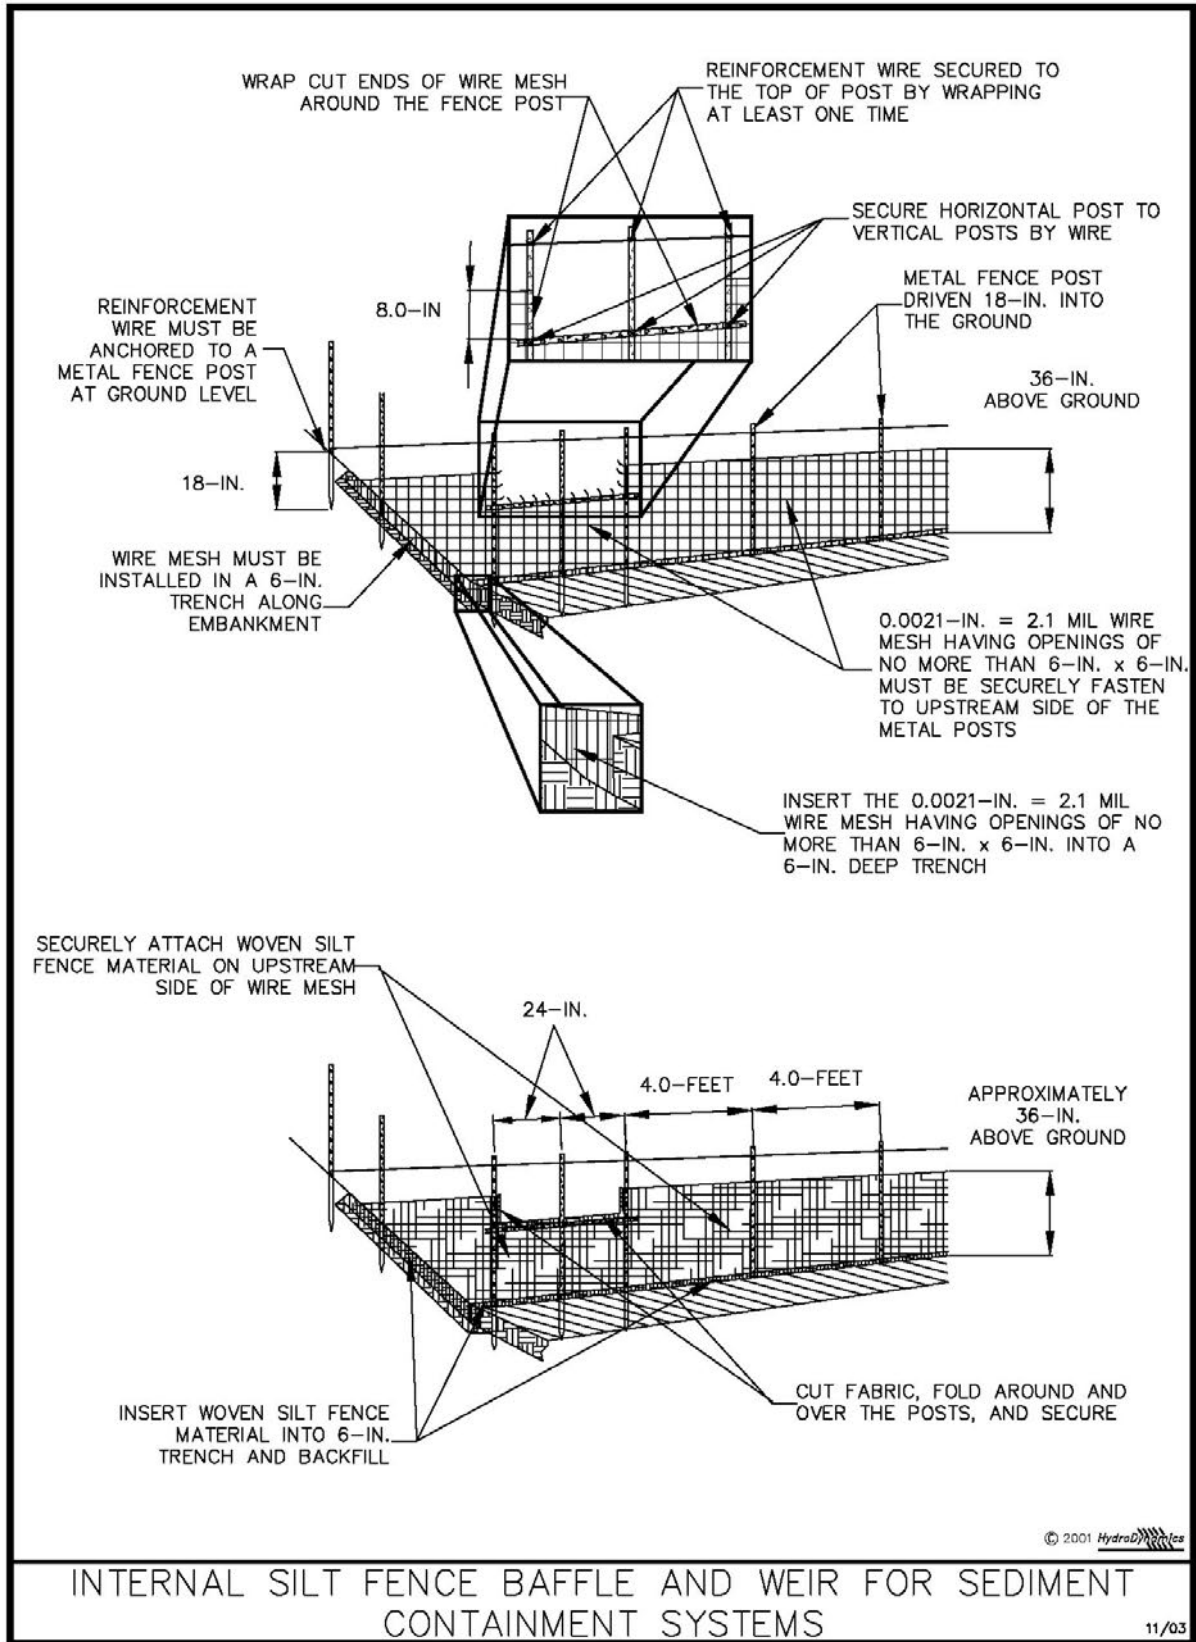 WRAP CUT ENDS OF WIRE MESH
AROUND THE FENCE POST
REINFORCEMENT WIRE SECURED TO
THE TOP OF POST BY WRAPPING
AT LEAST ONE TIME
SECURE HORIZONTAL POST TO
VERTICAL POSTS BY WIRE
METAL FENCE POST
DRIVEN 18-IN. INTO
THE GROUND
8.0-IN
REINFORCEMENT
WIRE MUST BE
ANCHORED TO A
METAL FENCE POST
AT GROUND LEVEL
36-IN.
ABOVE GROUND
18-IN.
WIRE MESH MUST BE
INSTALLED IN A 6-IN.
TRENCH ALONG
EMBANKMENT
0.0021-IN. = 2.1 MIL WIRE
MESH HAVING OPENINGS OF
NO MORE THAN 6-IN. x 6-IN.
MUST BE SECURELY FASTEN
TO UPSTREAM SIDE OF THE
METAL POSTS
INSERT THE 0.0021-IN. = 2.1 MIL
WIRE MESH HAVING OPENINGS OF NO
MORE THAN 6-IN. x 6-IN. INTO A
6-IN. DEEP TRENCH
SECURELY ATTACH WOVEN SILT
FENCE MATERIAL ON UPSTREAM
SIDE OF WIRE MESH
24-IN.
4.0-FEET
4.0-FEET
APPROXIMATELY
36-IN.
ABOVE GROUND
CUT FABRIC, FOLD AROUND AND
OVER THE POSTS, AND SECURE
INSERT WOVEN SILT FENCE
MATERIAL INTO 6-IN.
TRENCH AND BACKFILL
© 2001 HydroDynamics
INTERNAL SILT FENCE BAFFLE AND WEIR FOR SEDIMENT
CONTAINMENT SYSTEMS
11/03